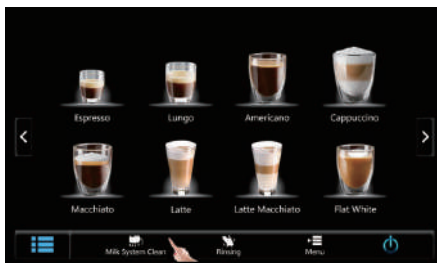 Espresso Lungo Americano Cappuccino
Macchiato Latte Latte Macchiato Flat White
Milk System Clean Rinsing Menu